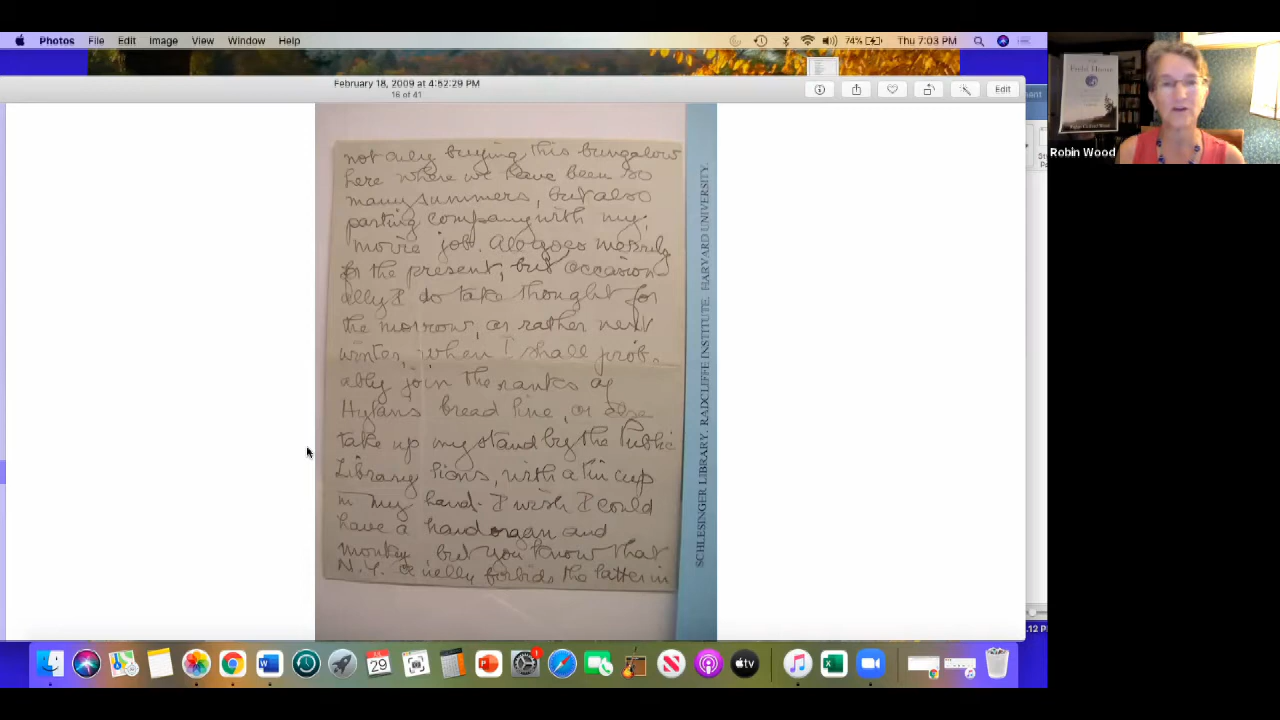 Photos File Edit Image View Window Help 74% Thu 7:03 PM
February 18, 2009 at 4:52:29 PM
16 of 41
Edit
not only buying this bungalow
here where we have been so
many summers, but also
parting company with my
movie job. All goes merrily
for the present, but occasion
ally I do take thought for
the morrow, or rather next
winter, when I shall prob-
ably join the ranks of
Hylans bread line, or else
take up my stand by the Public
Library lions, with a tin cup
in my hand - I wish I could
have a hand organ and
monkey but you know that
N.Y. cruelly forbids the latter in
SCHLESINGER LIBRARY, RADCLIFFE INSTITUTE, HARVARD UNIVERSITY
Field House
Robin Wood